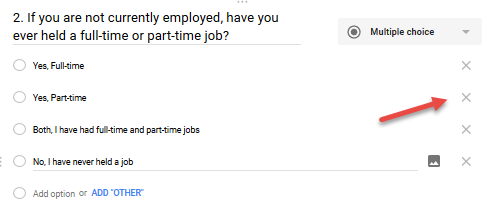 2. If you are not currently employed, have you
ever held a full-time or part-time job?
Multiple choice
Yes, Full-time
Yes, Part-time
Both, I have had full-time and part-time jobs
No, I have never held a job
Add option or ADD "OTHER"